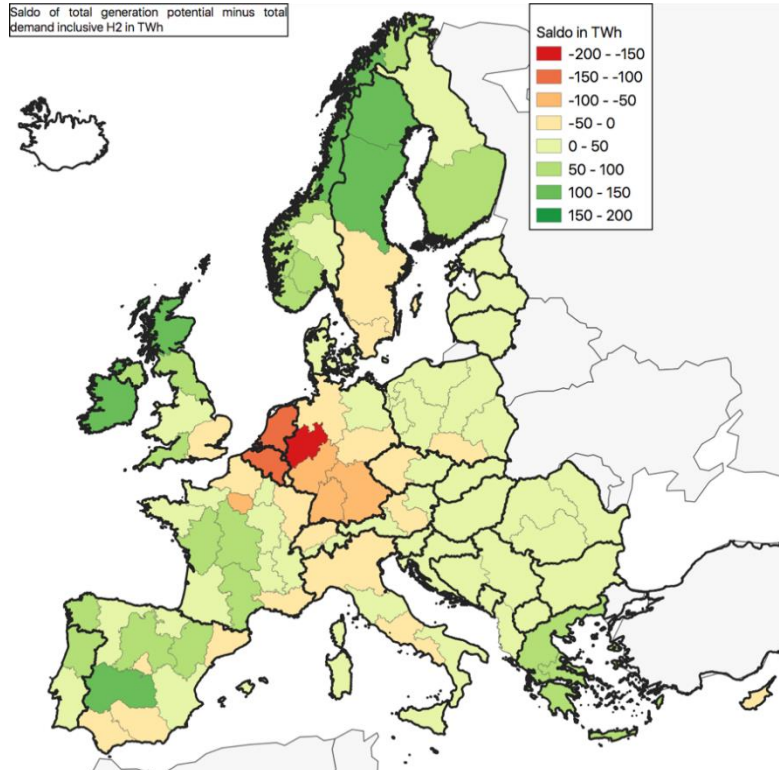 Saldo of total generation potential minus total
demand inclusive H2 in TWh
Saldo in TWh
-200 - -150
-150 - -100
-100 - -50
-50 - 0
0 - 50
50 - 100
100 - 150
150 - 200